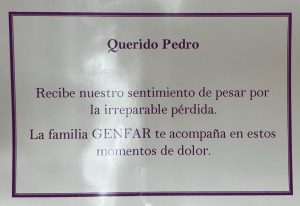 Querido Pedro
Recibe nuestro sentimiento de pesar por
la irreparable pérdida.
La familia GENFAR te acompaña en estos
momentos de dolor.